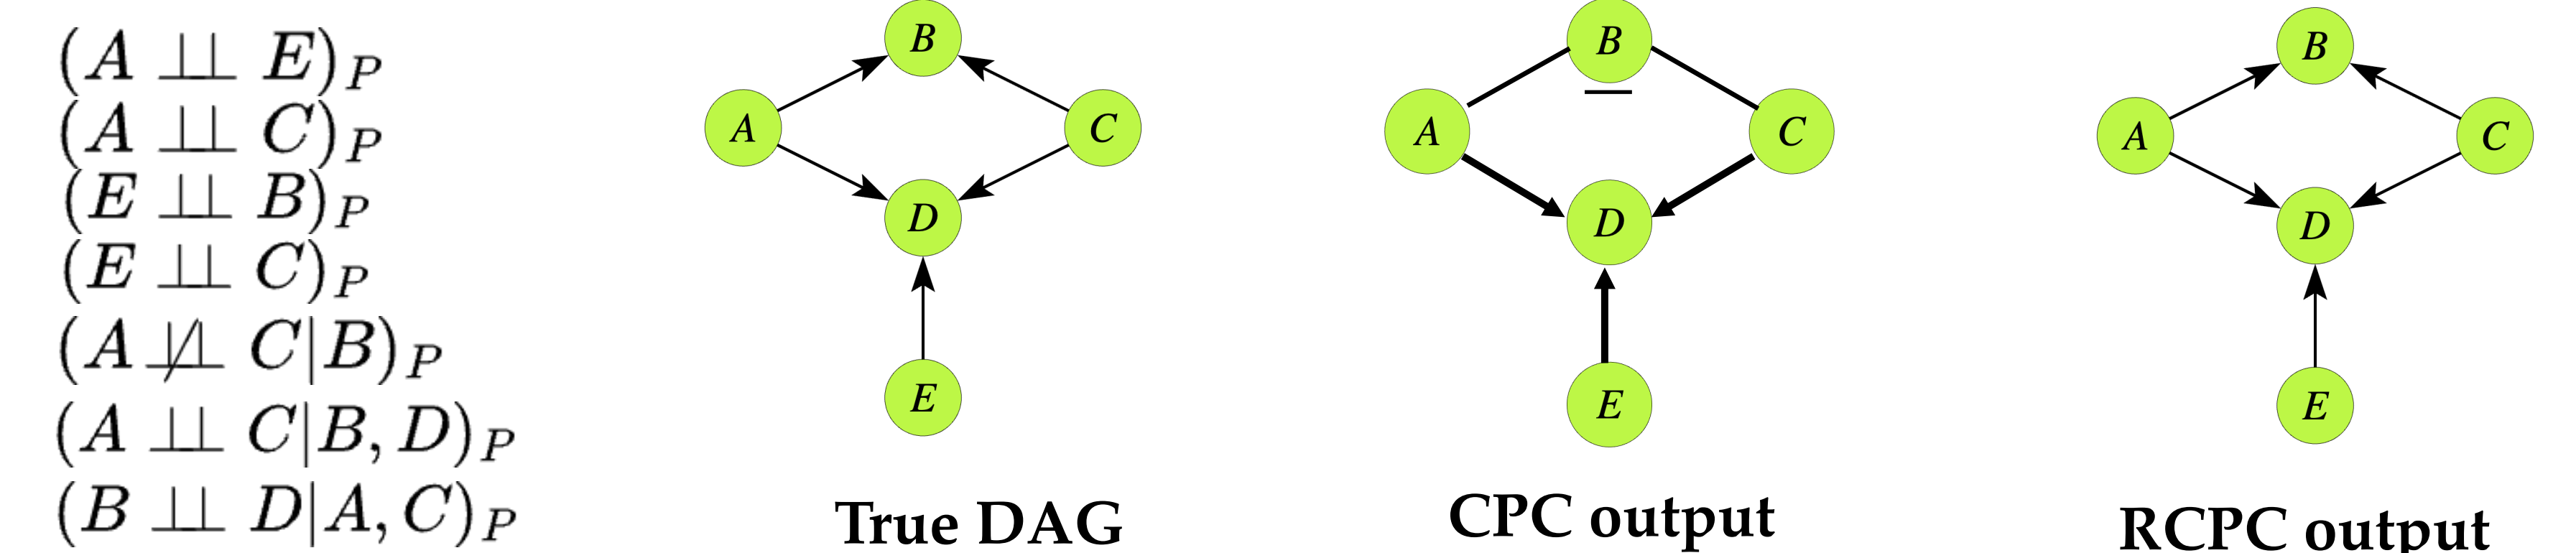 (A ⊥⊥ E)_P
(A ⊥⊥ C)_P
(E ⊥⊥ B)_P
(E ⊥⊥ C)_P
(A ⊥̸⊥ C|B)_P
(A ⊥⊥ C|B, D)_P
(B ⊥⊥ D|A, C)_P
B
A C
D
E
True DAG
B
A C
D
E
CPC output
B
A C
D
E
RCPC output